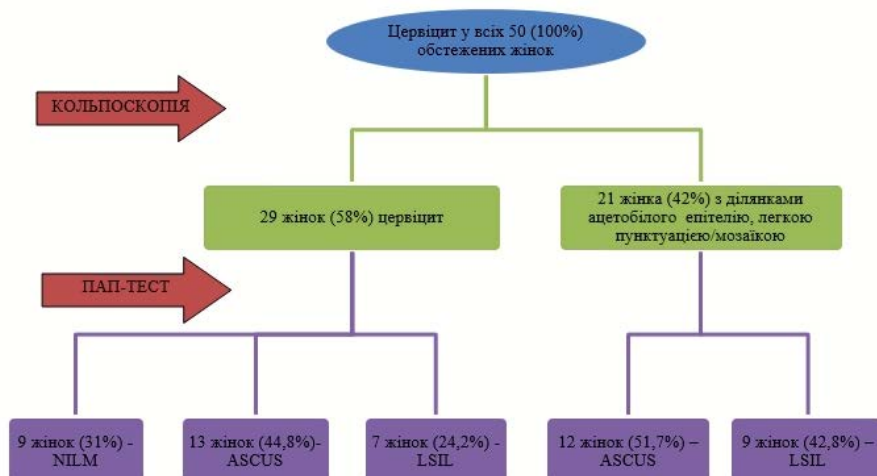 Цервіцит у всіх 50 (100%)
обстежених жінок
КОЛЬПОСКОПІЯ
29 жінок (58%) цервіцит
21 жінка (42%) з ділянками
ацетобілого епітелію, легкою
пунктуацією/мозаїкою
ПАП-ТЕСТ
9 жінок (31%) -
NILM
13 жінок (44,8%)-
ASCUS
7 жінок (24,2%) -
LSIL
12 жінок (51,7%) –
ASCUS
9 жінок (42,8%) –
LSIL